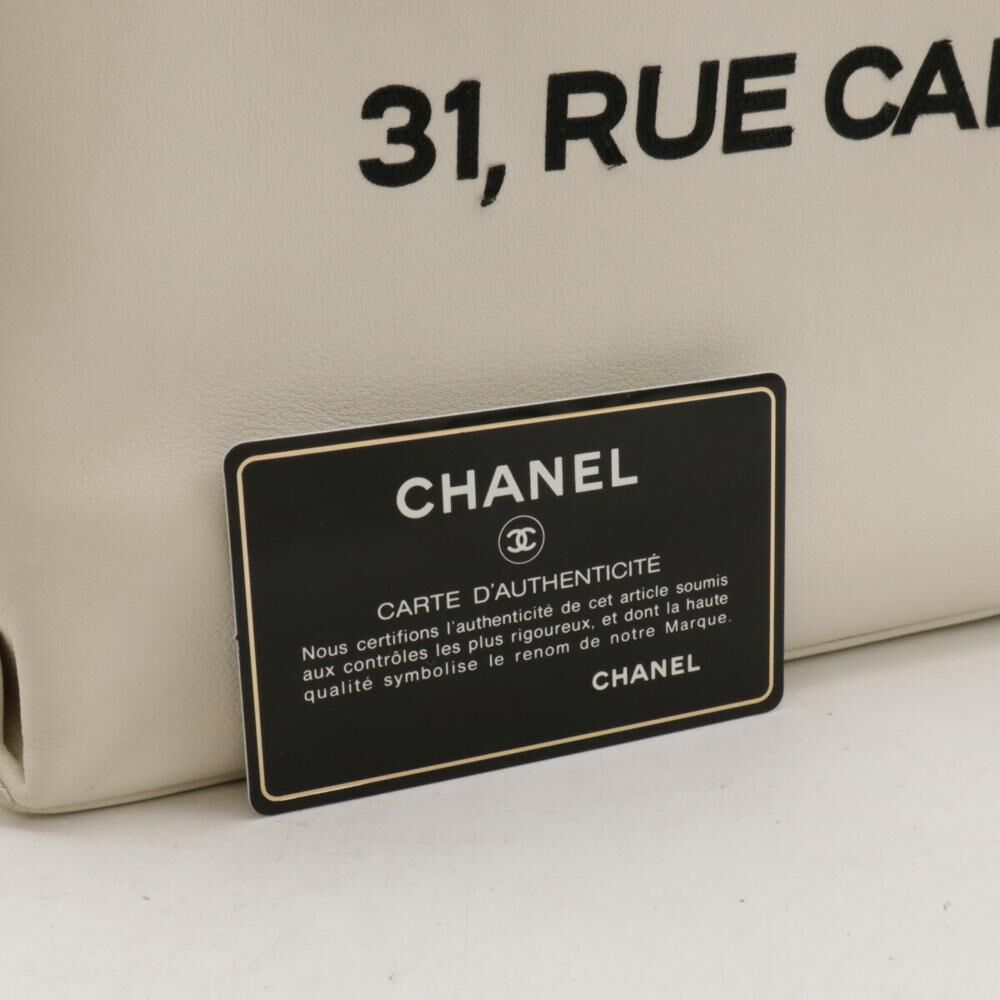 31, RUE CA
CHANEL
CARTE D'AUTHENTICITÉ
Nous certifions l'authenticité de cet article soumis
aux contrôles les plus rigoureux, et dont la haute
qualité symbolise le renom de notre Marque.
CHANEL